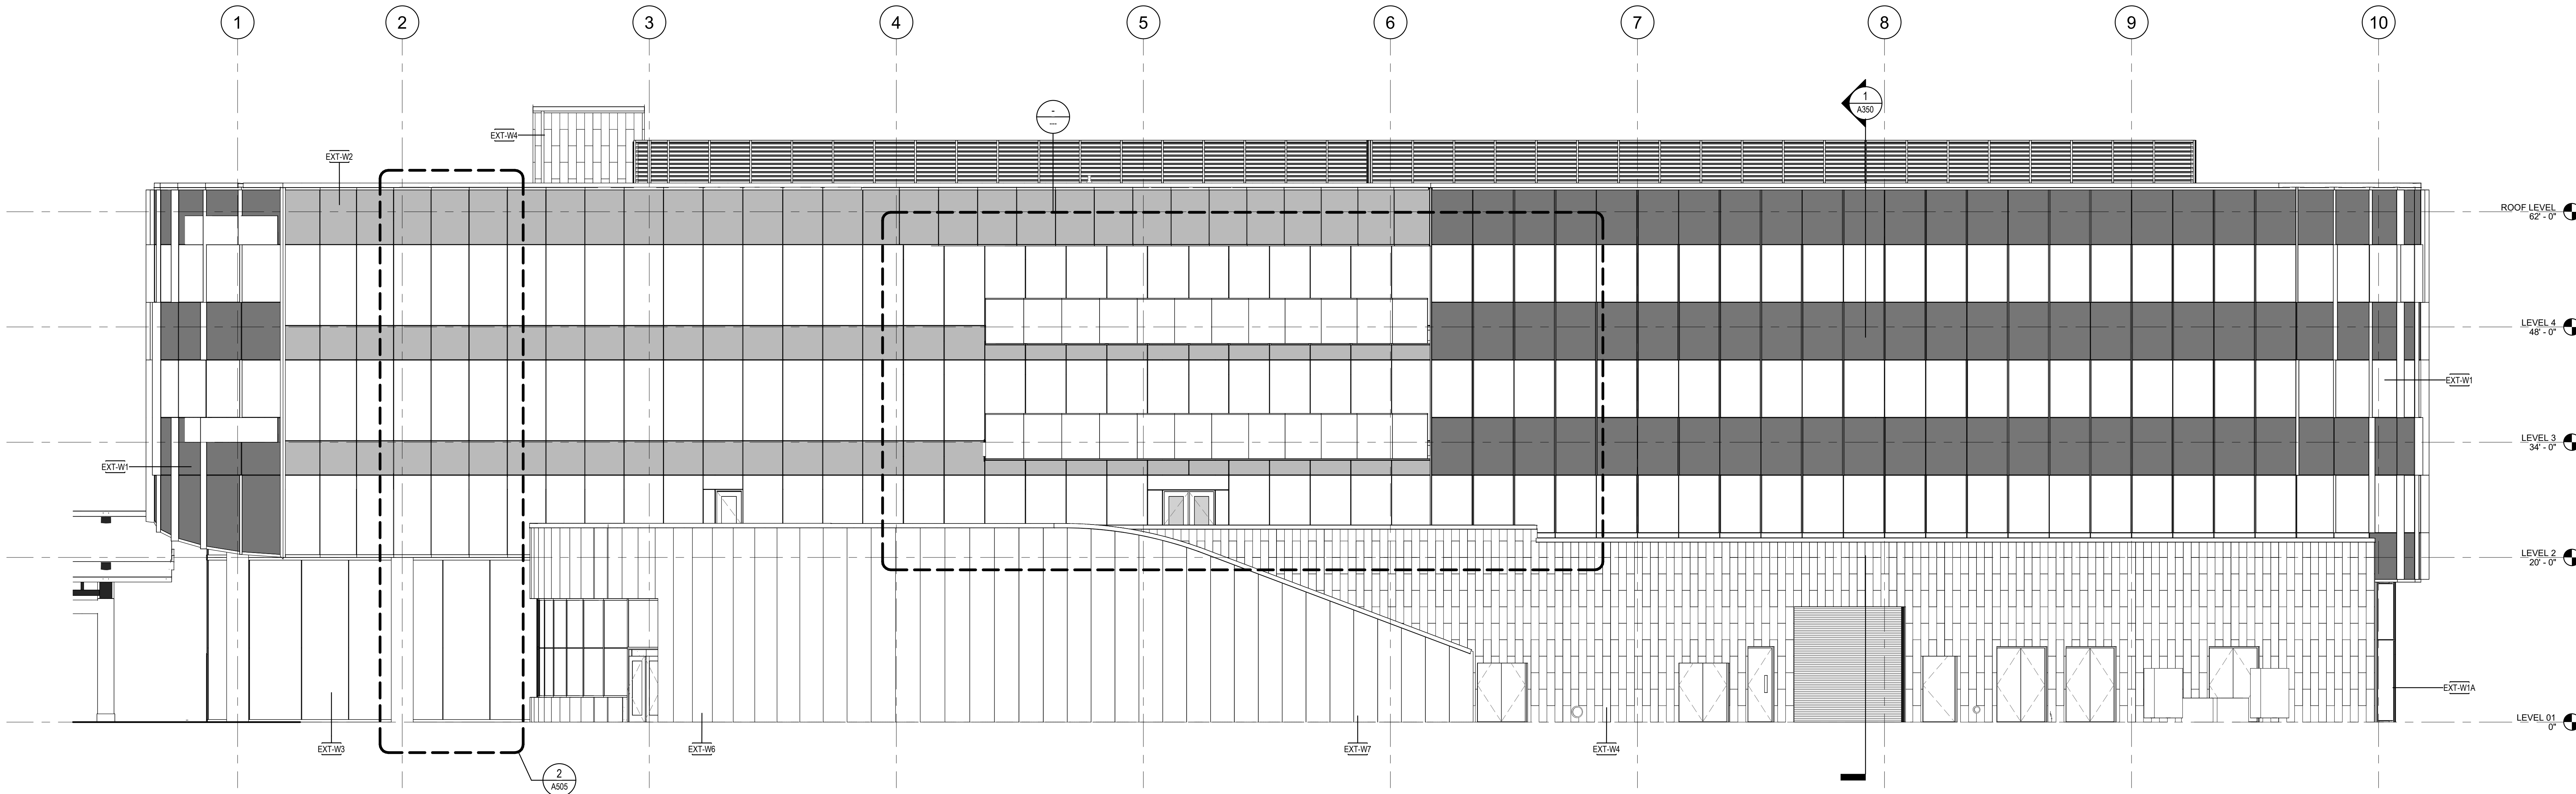 1
2
3
4
5
6
7
8
9
10
-
---
1
A350
EXT-W4
EXT-W2
ROOF LEVEL
62' - 0"
LEVEL 4
48' - 0"
EXT-W1
LEVEL 3
34' - 0"
EXT-W1
LEVEL 2
20' - 0"
EXT-W1A
LEVEL 01
0"
EXT-W3
EXT-W6
EXT-W7
EXT-W4
2
A505